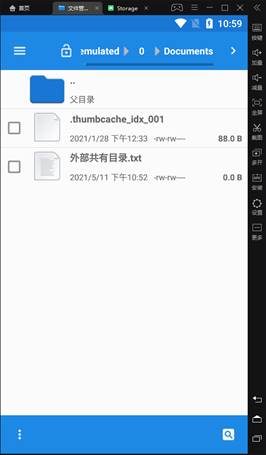 首页 文件管... Storage
10:59
emulated 0 Documents
..
父目录
.thumbcache_idx_001
2021/1/28 下午12:33 -rw-rw---- 88.0 B
外部共有目录.txt
2021/5/11 下午10:52 -rw-rw---- 0.0 B
按键
加量
减量
全屏
截图
多开
安装
设置
更多